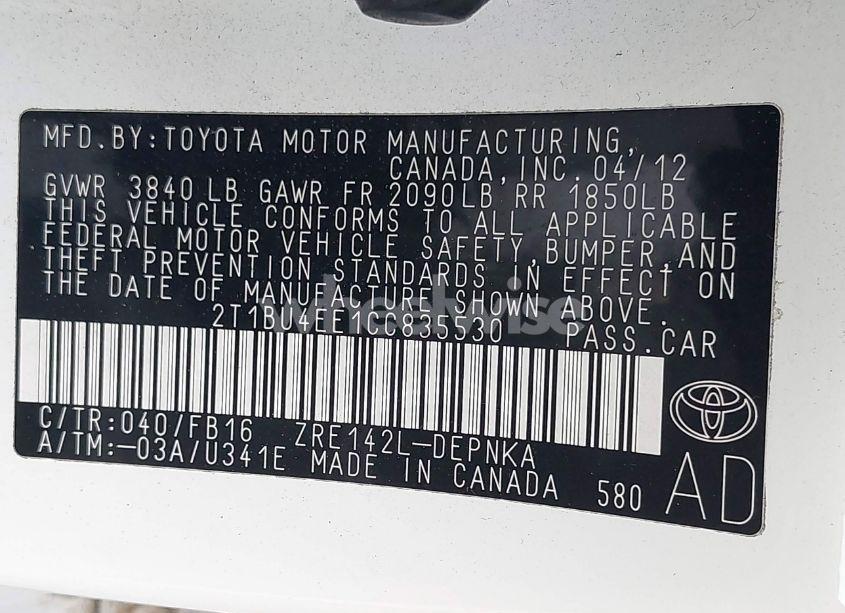 MFD.BY:TOYOTA MOTOR MANUFACTURING,
CANADA, INC. 04/12
GVWR 3840 LB GAWR FR 2090LB RR 1850LB
THIS VEHICLE CONFORMS TO ALL APPLICABLE
FEDERAL MOTOR VEHICLE SAFETY, BUMPER, AND
THEFT PREVENTION STANDARDS IN EFFECT ON
THE DATE OF MANUFACTURE SHOWN ABOVE.
2T1BU4EE1CC835530 PASS.CAR
C/TR:040/FB16 ZRE142L-DEPNKA
A/TM:-03A/U341E MADE IN CANADA 580 AD
wheelwise